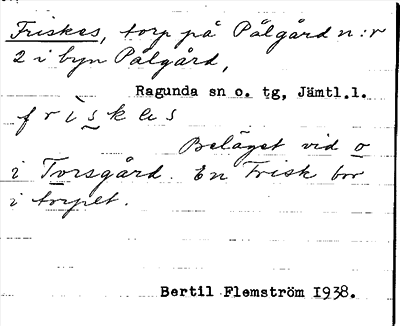 Friskes, torp på Pålgård n:r
2 i byn Pålgård,
Ragunda sn o. tg, Jämtl.l.
Beläget vid o
i Torsgård. En Frisk bor
i torpet.
Bertil Flemström 1938.